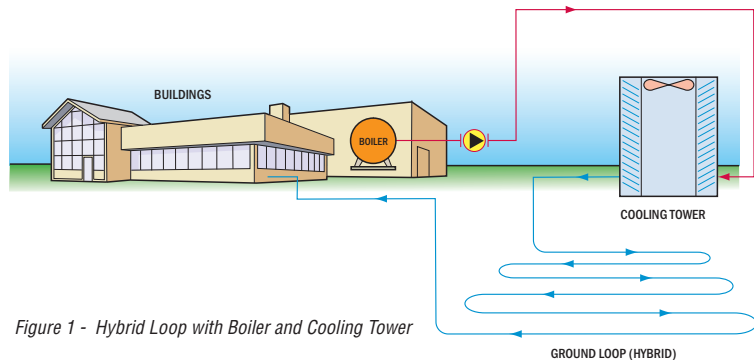 BUILDINGS
BOILER
COOLING TOWER
Figure 1 - Hybrid Loop with Boiler and Cooling Tower
GROUND LOOP (HYBRID)